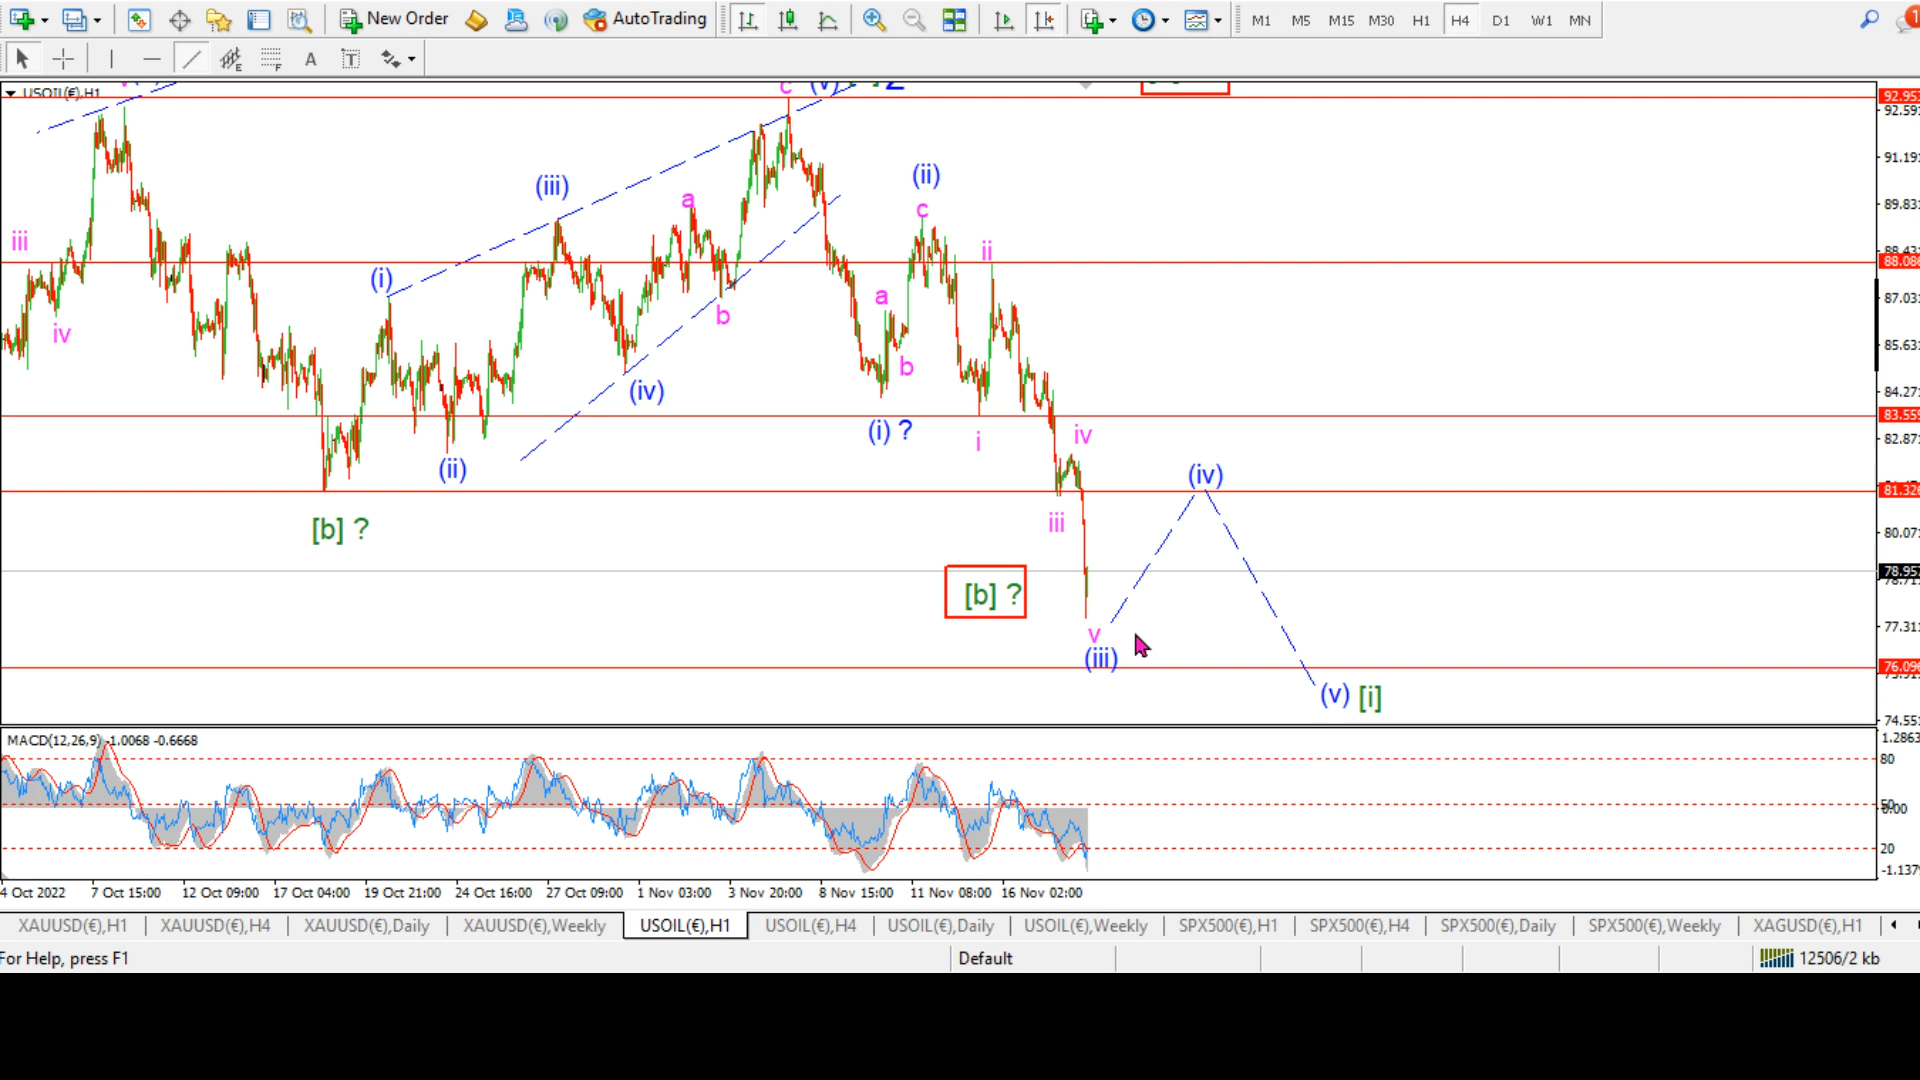 New Order
AutoTrading
M1 M5 M15 M30 H1 H4 D1 W1 MN
A
T
USOIL(€),H1
c (v)
92.95
92.59
91.19
(iii)
(ii)
a
c
89.83
iii
ii
88.43
88.08
(i)
a
87.03
iv
b
85.63
b
(iv)
84.27
83.55
(i) ?
i
iv
82.87
(ii)
(iv)
81.32
[b] ?
iii
80.07
78.95
[b] ?
v
77.31
(iii)
76.09
(v) [i]
74.55
MACD(12,26,9) -1.0068 -0.6668
1.2863
80
20
-1.137
4 Oct 2022 7 Oct 15:00 12 Oct 09:00 17 Oct 04:00 19 Oct 21:00 24 Oct 16:00 27 Oct 09:00 1 Nov 03:00 3 Nov 20:00 8 Nov 15:00 11 Nov 08:00 16 Nov 02:00
XAUUSD(€),H1 XAUUSD(€),H4 XAUUSD(€),Daily XAUUSD(€),Weekly USOIL(€),H1 USOIL(€),H4 USOIL(€),Daily USOIL(€),Weekly SPX500(€),H1 SPX500(€),H4 SPX500(€),Daily SPX500(€),Weekly XAGUSD(€),H1
For Help, press F1 Default 12506/2 kb